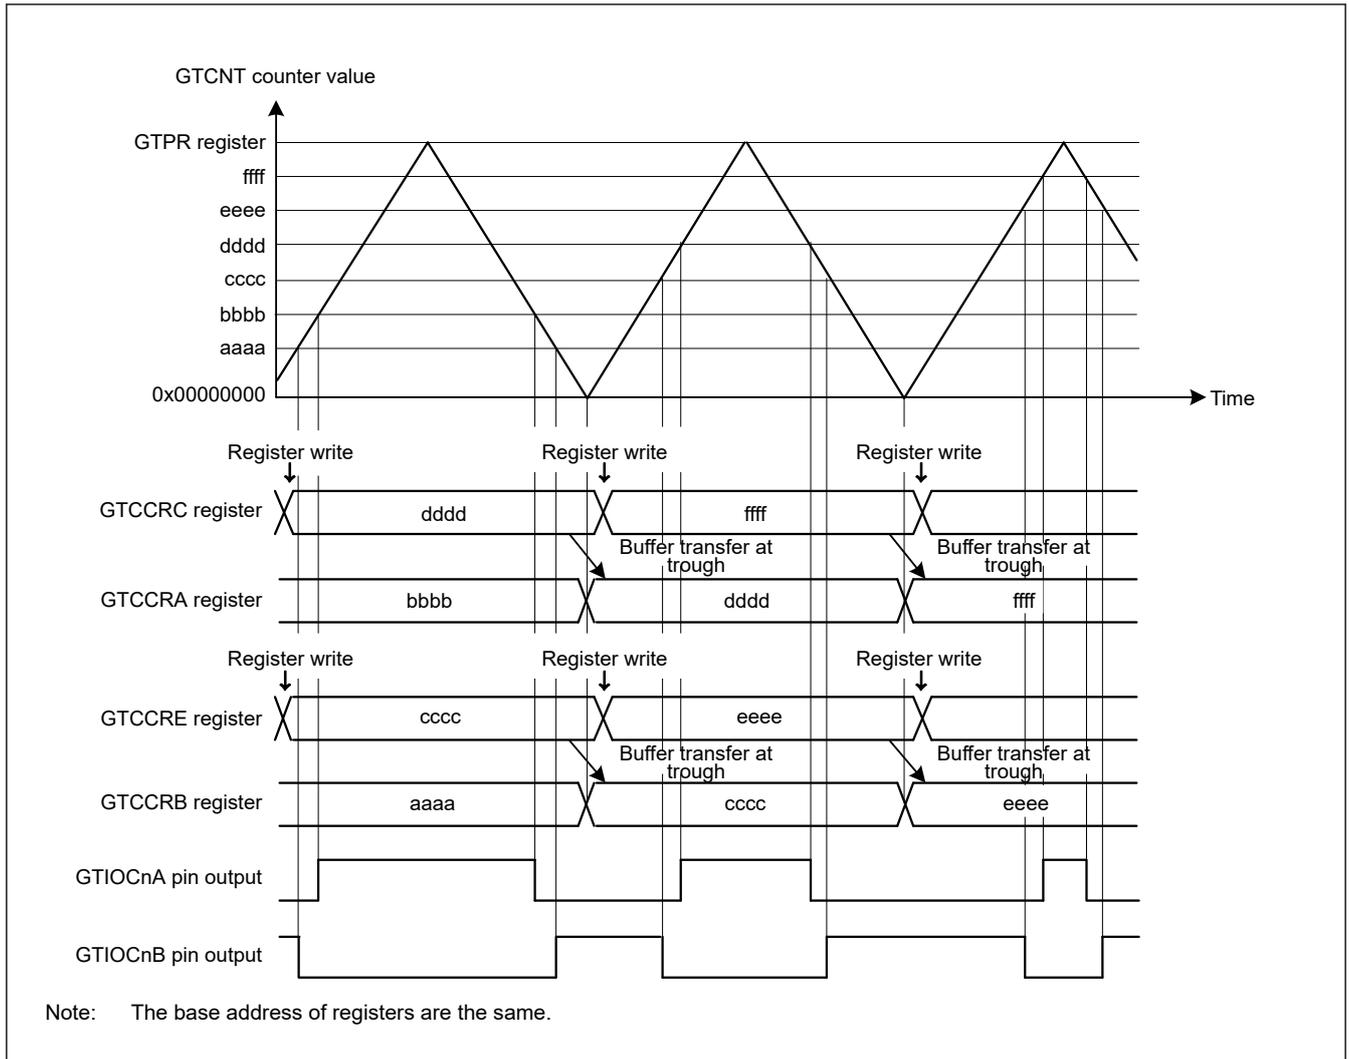 GTCNT counter value
GTPR register
ffff
eeee
dddd
cccc
bbbb
aaaa
0x00000000
Time
Register write
Register write
Register write
GTCCRC register
dddd
ffff
Buffer transfer at
trough
Buffer transfer at
trough
GTCCRA register
bbbb
dddd
ffff
Register write
Register write
Register write
GTCCRE register
cccc
eeee
Buffer transfer at
trough
Buffer transfer at
trough
GTCCRB register
aaaa
cccc
eeee
GTIOCnA pin output
GTIOCnB pin output
Note: The base address of registers are the same.